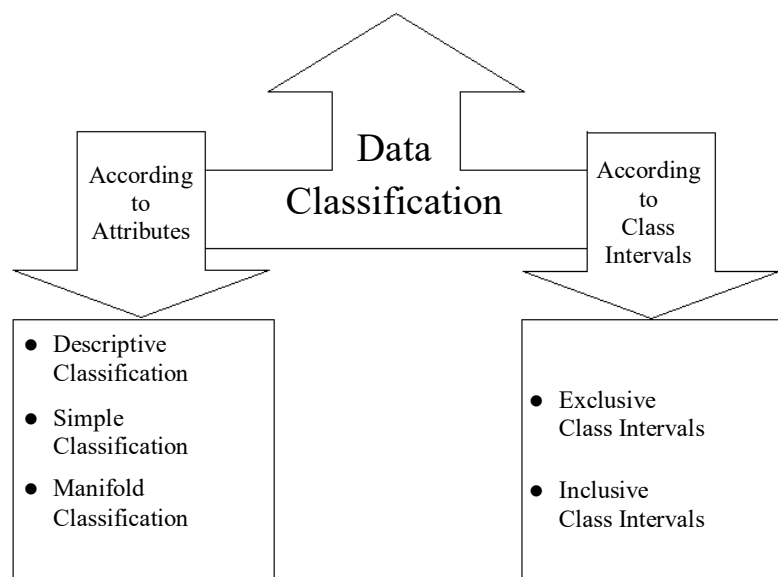 Data
Classification
According
to
Attributes
According
to
Class
Intervals
● Descriptive
Classification
● Simple
Classification
● Manifold
Classification
● Exclusive
Class Intervals
● Inclusive
Class Intervals